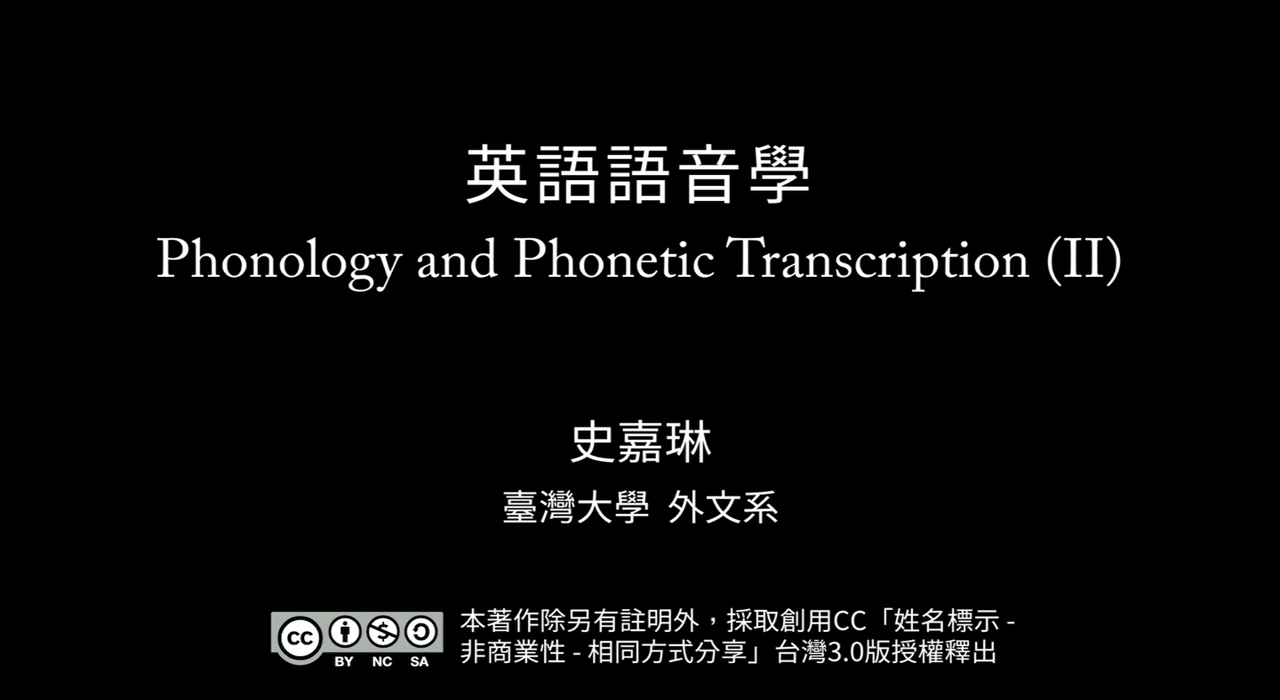 英語語音學
Phonology and Phonetic Transcription (II)
史嘉琳
臺灣大學 外文系
cc BY NC SA
本著作除另有註明外，採取創用CC「姓名標示 -
非商業性 - 相同方式分享」台灣3.0版授權釋出